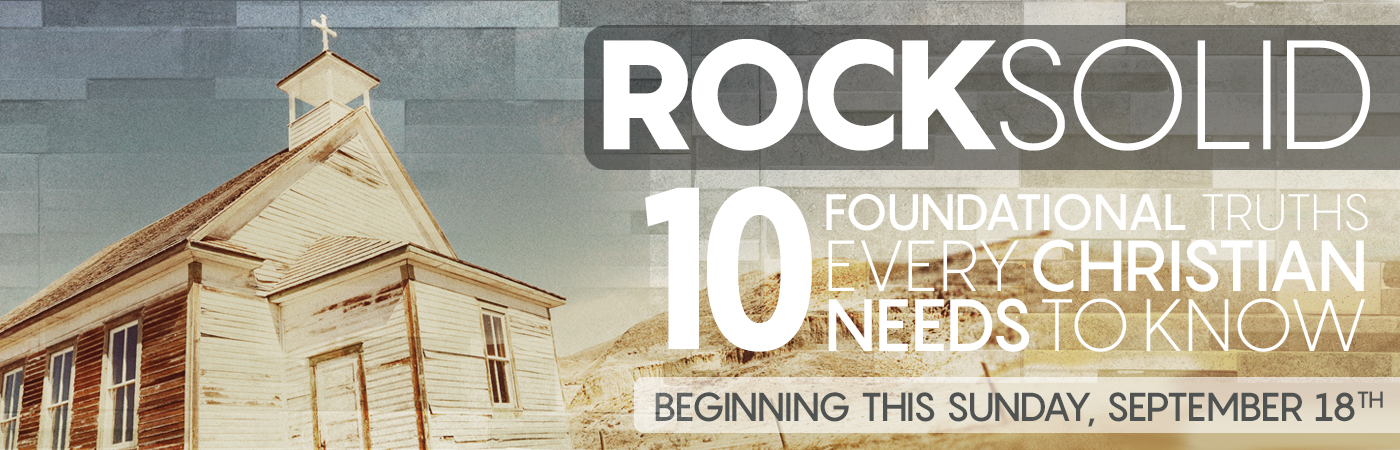 ROCKSOLID
10 FOUNDATIONAL TRUTHS
EVERY CHRISTIAN
NEEDS TO KNOW
BEGINNING THIS SUNDAY, SEPTEMBER 18TH